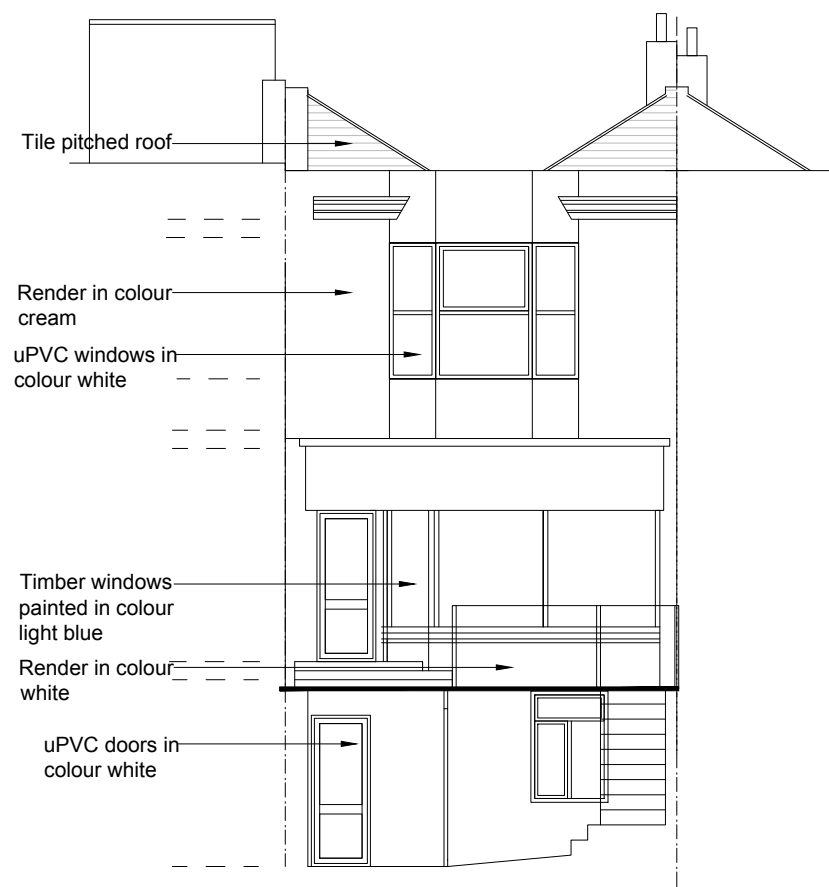 Tile pitched roof
Render in colour
cream
uPVC windows in
colour white
Timber windows
painted in colour
light blue
Render in colour
white
uPVC doors in
colour white